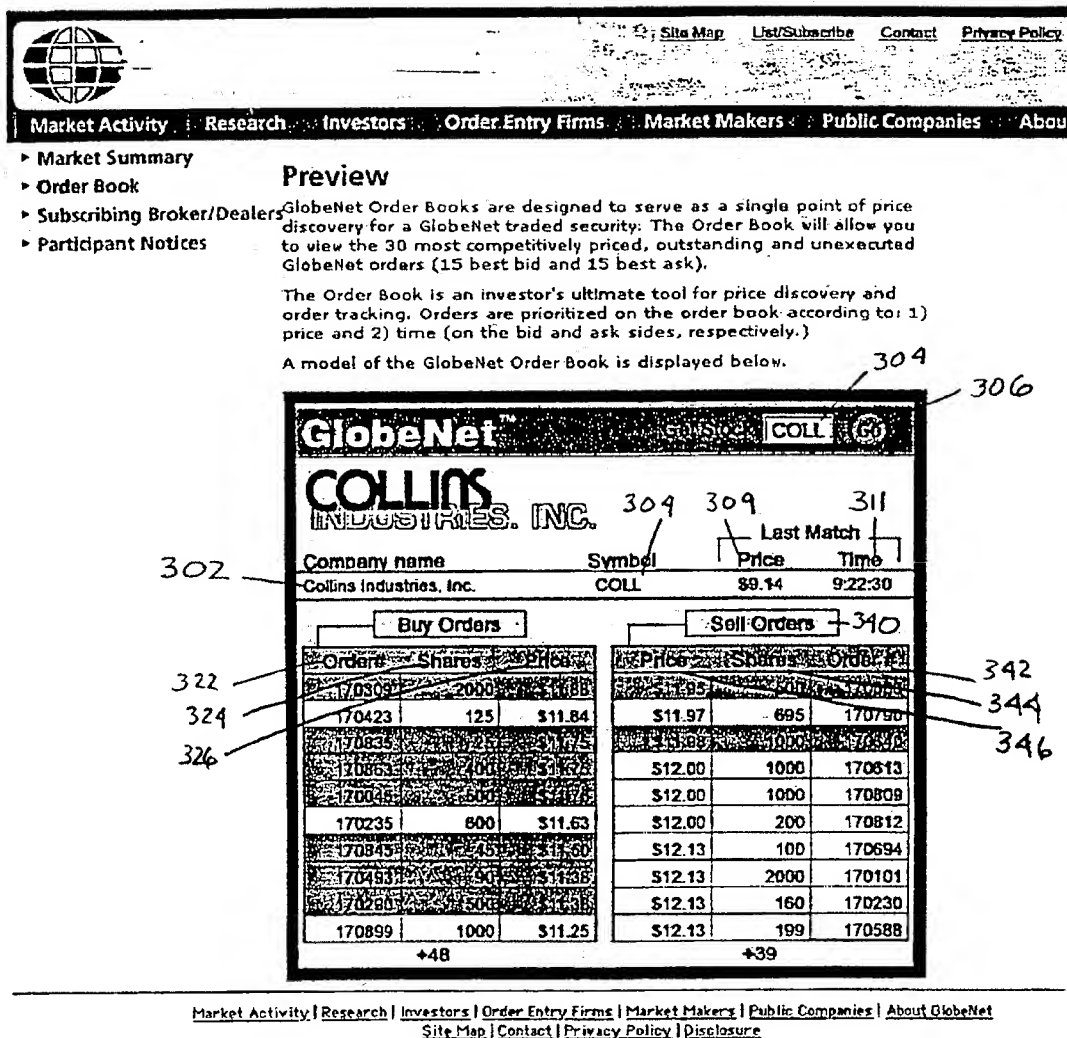 Site Map List/Subscribe Contact Privacy Policy
Market Activity Research Investors Order Entry Firms Market Makers Public Companies Abou
Market Summary
Order Book
Subscribing Broker/Dealers
Participant Notices
Preview
GlobeNet Order Books are designed to serve as a single point of price
discovery for a GlobeNet traded security: The Order Book will allow you
to view the 30 most competitively priced, outstanding and unexecuted
GlobeNet orders (15 best bid and 15 best ask).
The Order Book is an investor's ultimate tool for price discovery and
order tracking. Orders are prioritized on the order book according to: 1)
price and 2) time (on the bid and ask sides, respectively.)
A model of the GlobeNet Order Book is displayed below.
304
306
GlobeNet™ COLL Go
COLLINS
INDUSTRIES, INC.
304 309 311
Last Match
Company name Symbol Price Time
302
Collins Industries, Inc. COLL $9.14 9:22:30
Buy Orders Sell Orders 340
Orders Shares Price Price Shares Order #
322 342
170309 2000
324 344
170423 125 $11.84 $11.97 695 170790
326 346
1000
$12.00 1000 170613
$12.00 1000 170809
170235 600 $11.63 $12.00 200 170812
$12.13 100 170694
$12.13 2000 170101
$12.13 160 170230
170899 1000 $11.25 $12.13 199 170588
+48 +39
Market Activity | Research | Investors | Order Entry Firms | Market Makers | Public Companies | About GlobeNet
Site Map | Contact | Privacy Policy | Disclosure